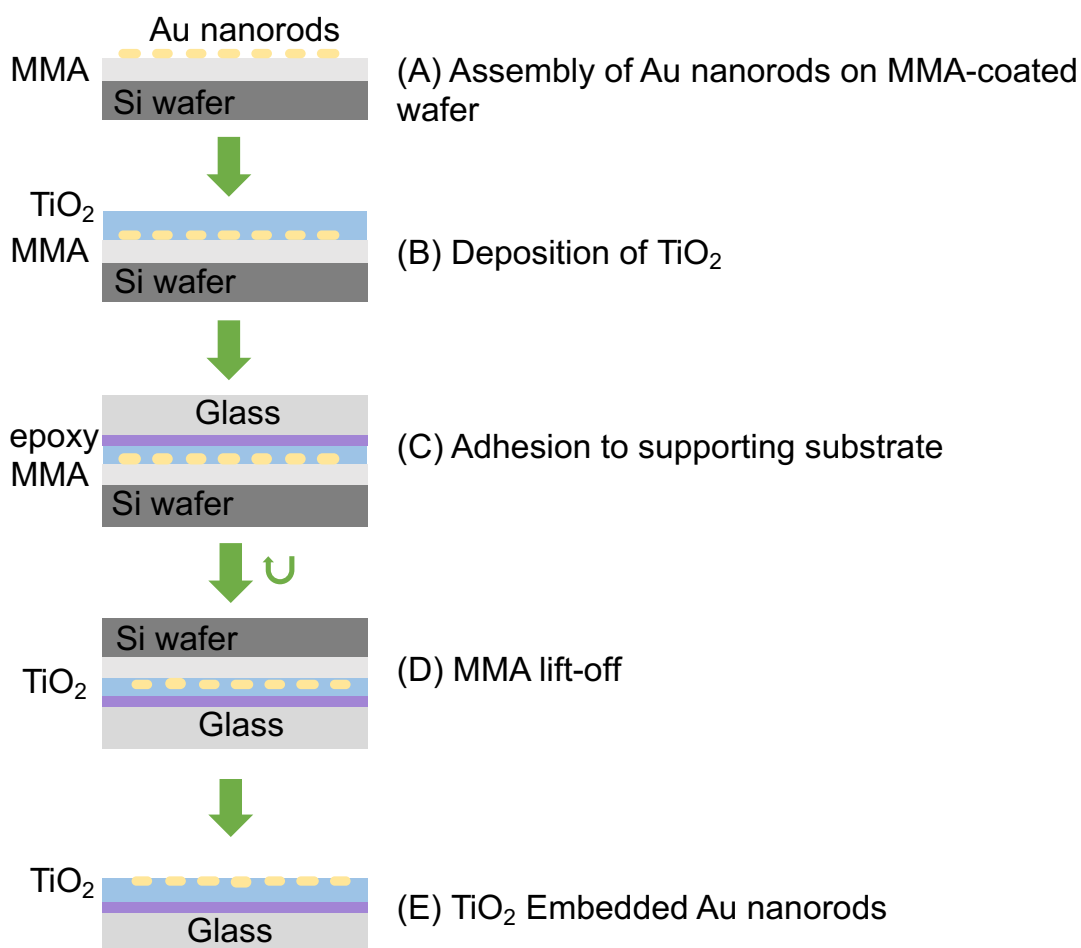 Au nanorods
MMA
Si wafer
(A) Assembly of Au nanorods on MMA-coated
wafer
TiO₂
MMA
Si wafer
(B) Deposition of TiO₂
Glass
epoxy
MMA
Si wafer
(C) Adhesion to supporting substrate
Si wafer
TiO₂
Glass
(D) MMA lift-off
TiO₂
Glass
(E) TiO₂ Embedded Au nanorods